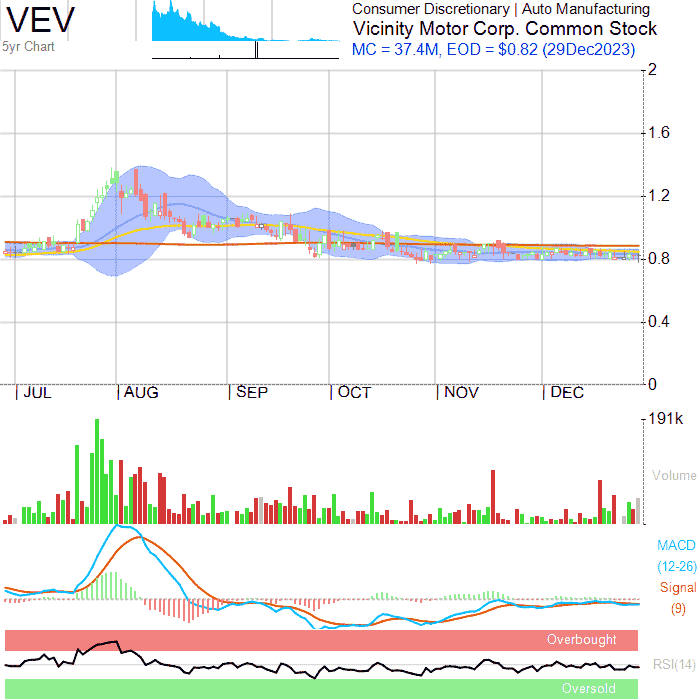 VEV
5yr Chart
Consumer Discretionary | Auto Manufacturing
Vicinity Motor Corp. Common Stock
MC = 37.4M, EOD = $0.82 (29Dec2023)
2
1.6
1.2
0.8
0.4
0
JUL AUG SEP OCT NOV DEC
191k
Volume
MACD
(12-26)
Signal
(9)
Overbought
RSI(14)
Oversold